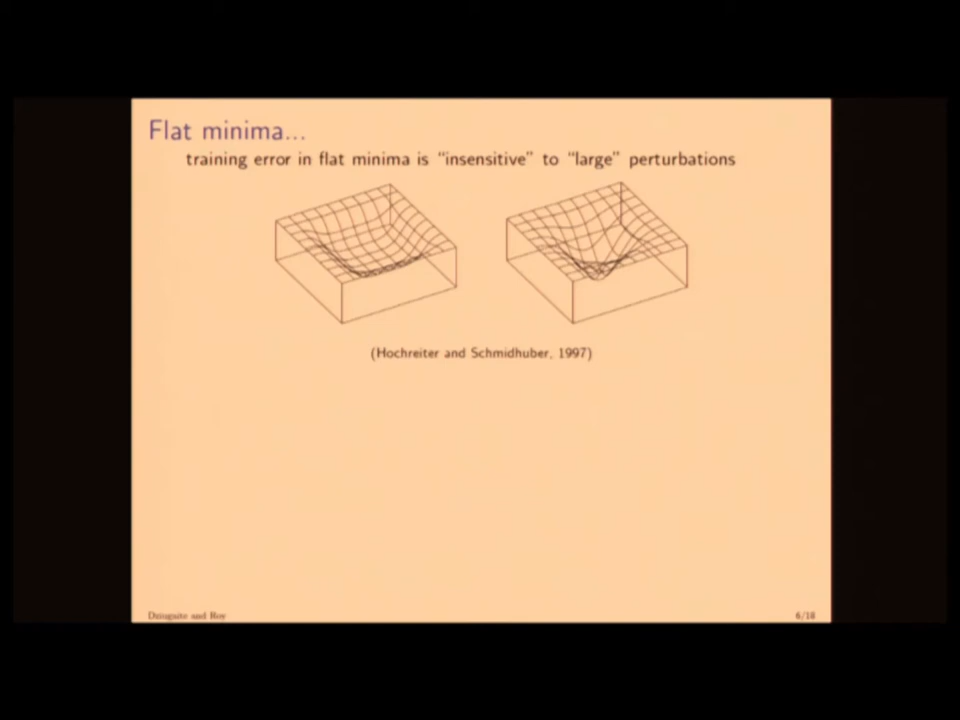 Flat minima...
training error in flat minima is “insensitive” to “large” perturbations
(Hochreiter and Schmidhuber, 1997)
Dziugaite and Roy
6/18